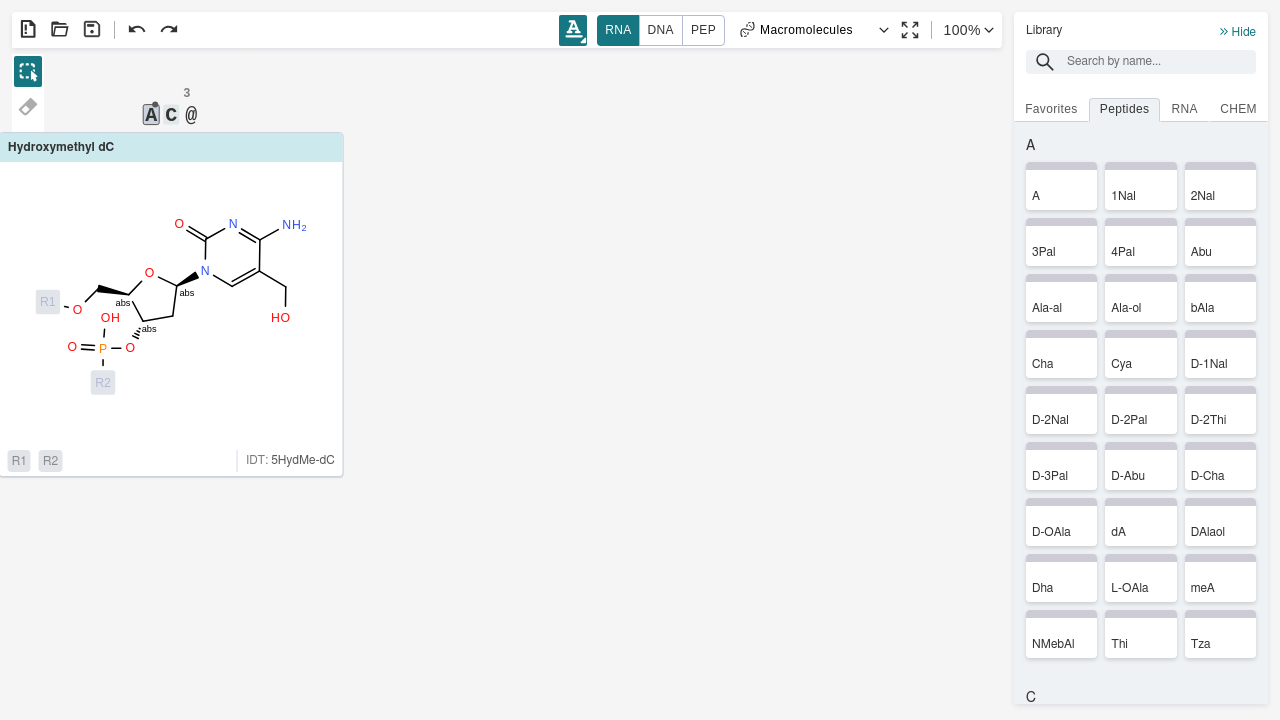 A RNA DNA PEP Macromolecules 100%
Library
Hide
Search by name...
Favorites Peptides RNA CHEM
3
A C @
Hydroxymethyl dC
O N NH2
O N
R1 O abs abs
OH HO
abs
O P O
R2
R1 R2 IDT: 5HydMe-dC
A
A 1Nal 2Nal
3Pal 4Pal Abu
Ala-al Ala-ol bAla
Cha Cya D-1Nal
D-2Nal D-2Pal D-2Thi
D-3Pal D-Abu D-Cha
D-OAla dA DAlaol
Dha L-OAla meA
NMebAl Thi Tza
C